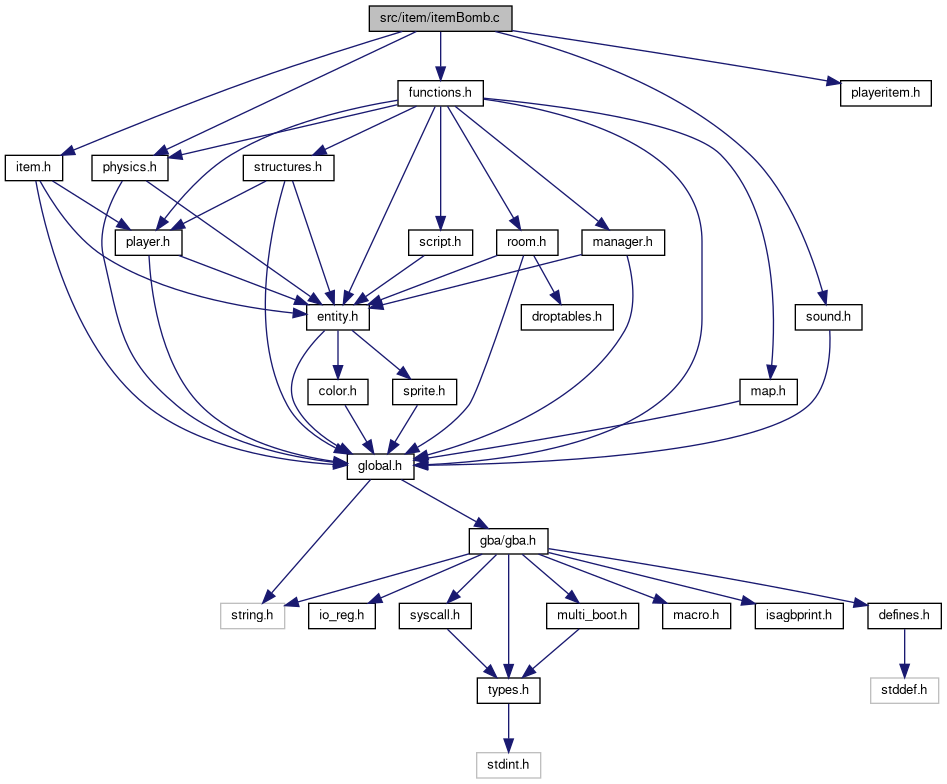 src/item/itemBomb.c
functions.h
playeritem.h
item.h
physics.h
structures.h
player.h
script.h
room.h
manager.h
entity.h
droptables.h
sound.h
color.h
sprite.h
map.h
global.h
gba/gba.h
string.h
io_reg.h
syscall.h
multi_boot.h
macro.h
isagbprint.h
defines.h
types.h
stddef.h
stdint.h